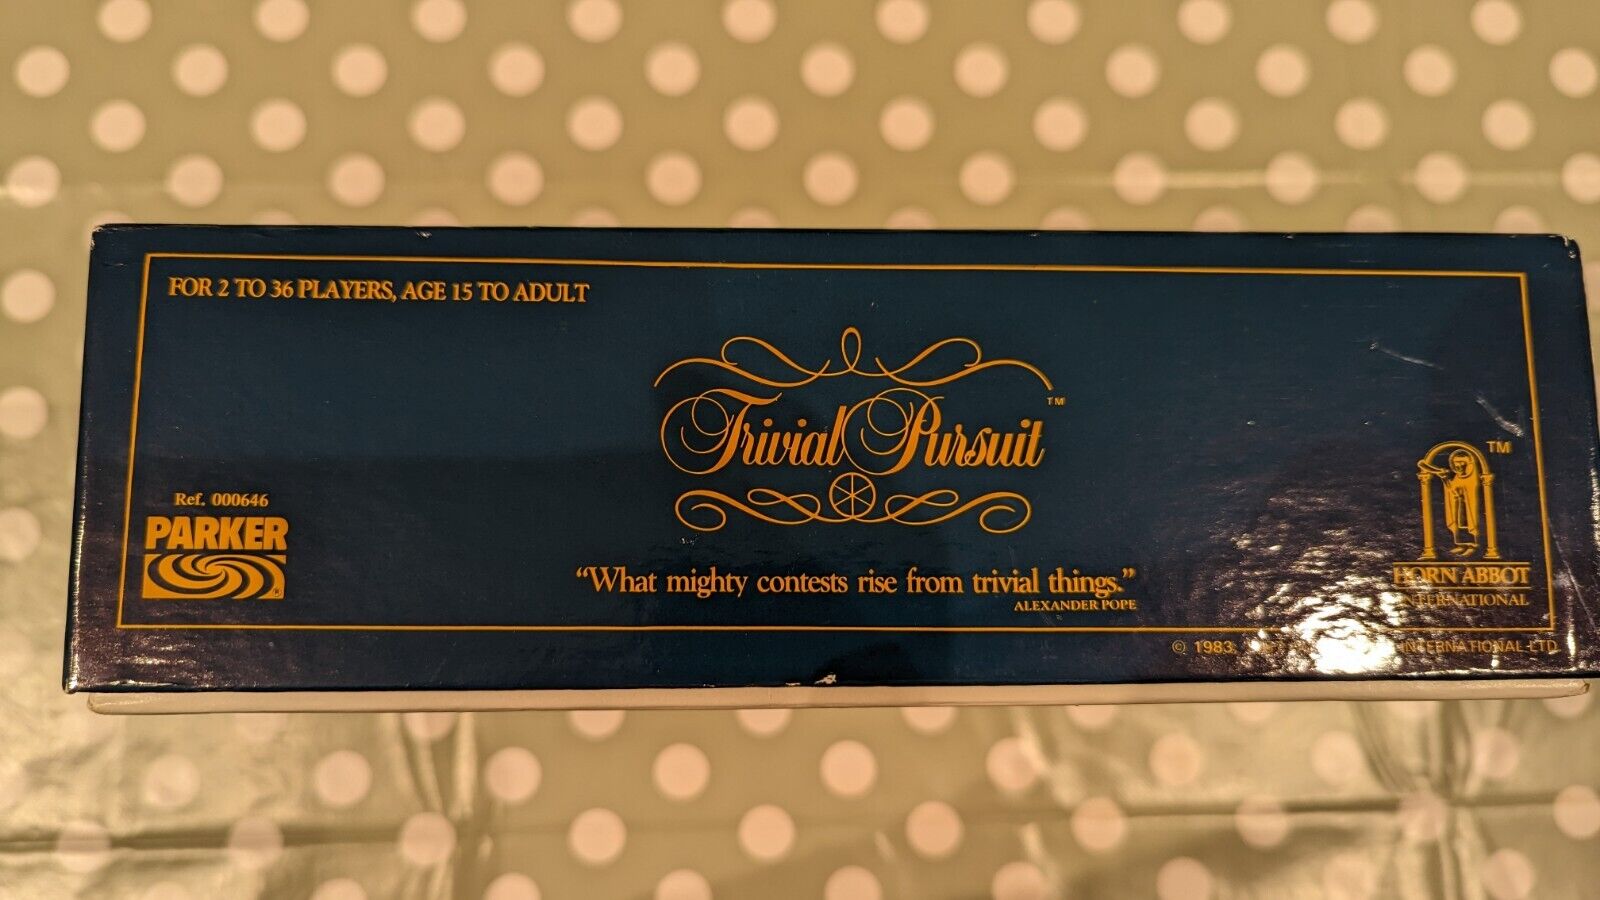 FOR 2 TO 36 PLAYERS, AGE 15 TO ADULT
Trivial Pursuit TM
Ref. 000646
PARKER
®
"What mighty contests rise from trivial things."
ALEXANDER POPE
TM
HORN ABBOT
INTERNATIONAL
© 1983, INTERNATIONAL LTD